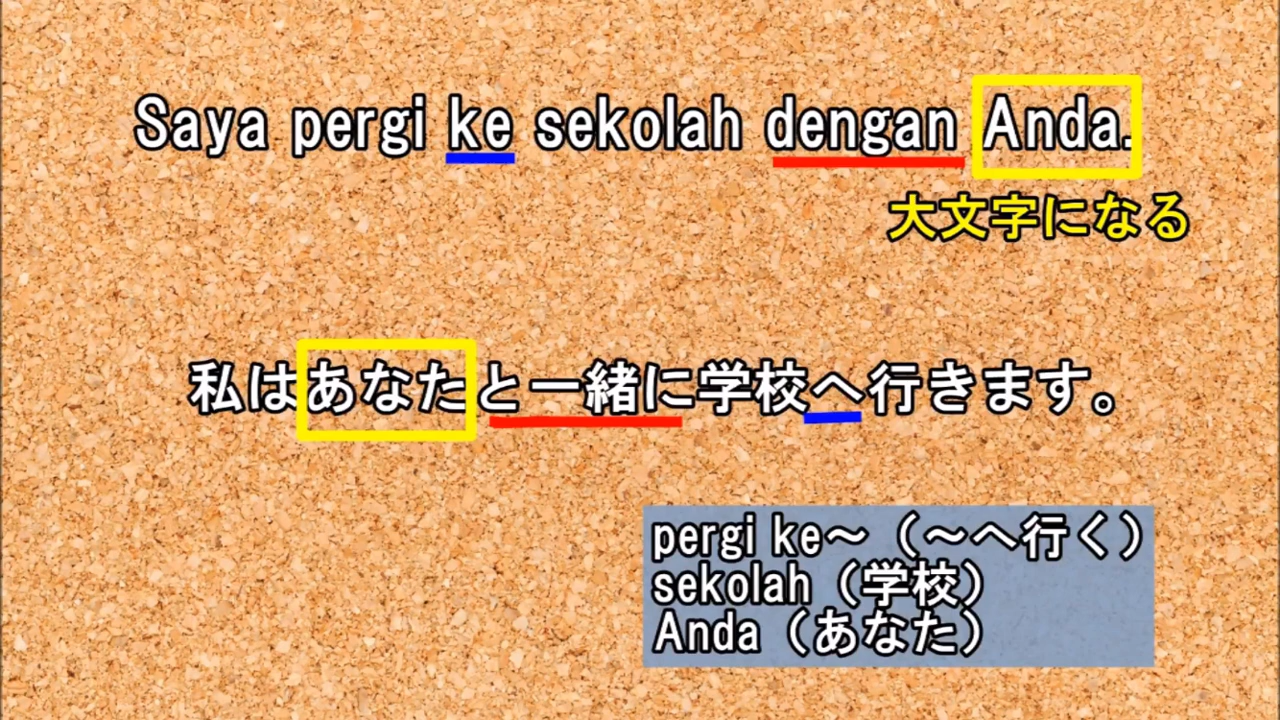 Saya pergi ke sekolah dengan Anda.
大文字になる
私はあなたと一緒に学校へ行きます。
pergi ke～（～へ行く）
sekolah（学校）
Anda（あなた）